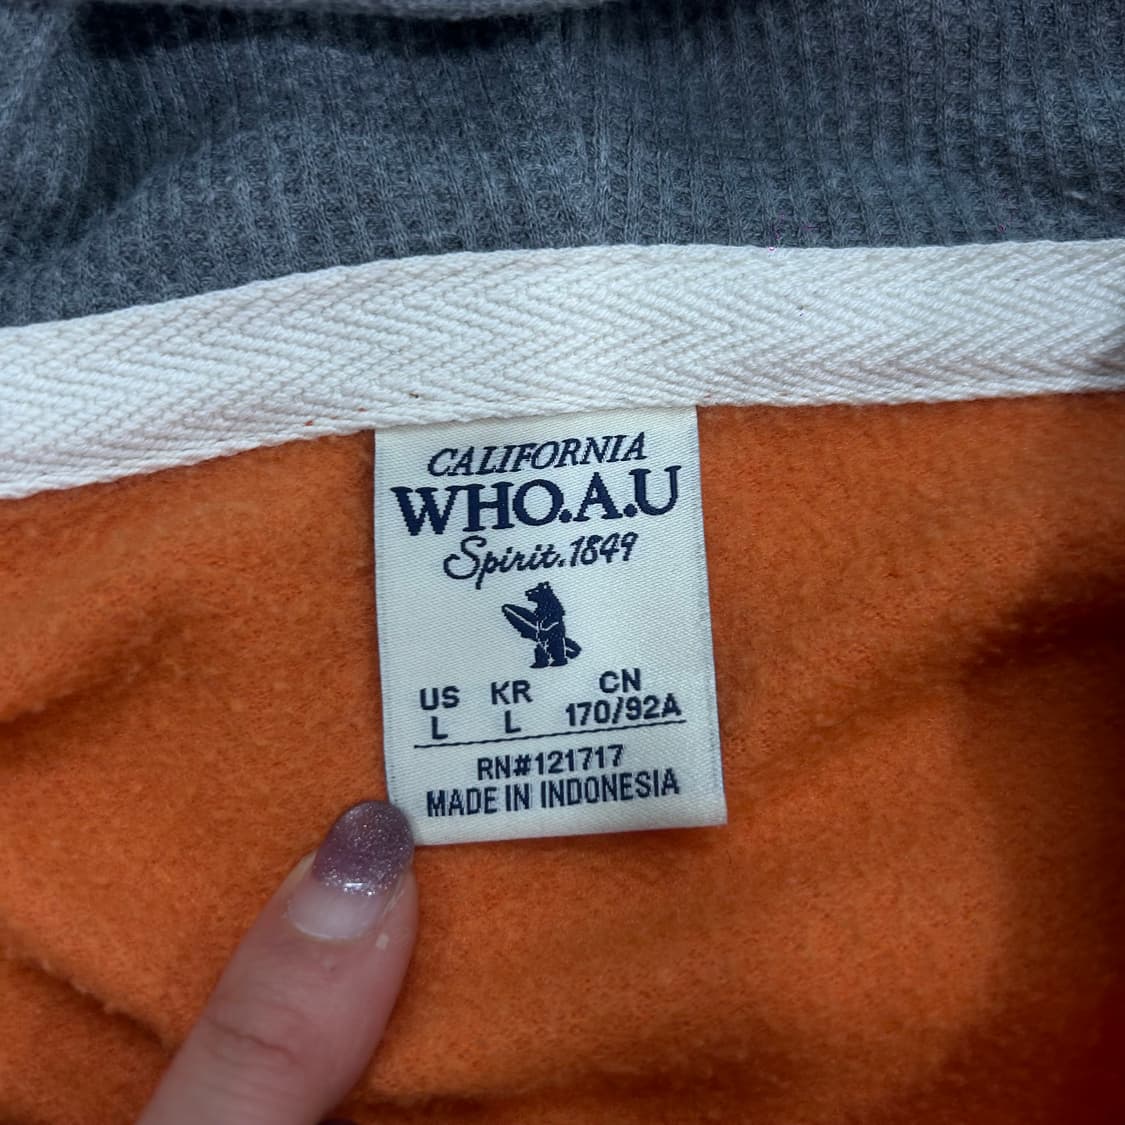 CALIFORNIA
WHO.A.U
Spirit.1849
US KR CN
L L 170/92A
RN#121717
MADE IN INDONESIA